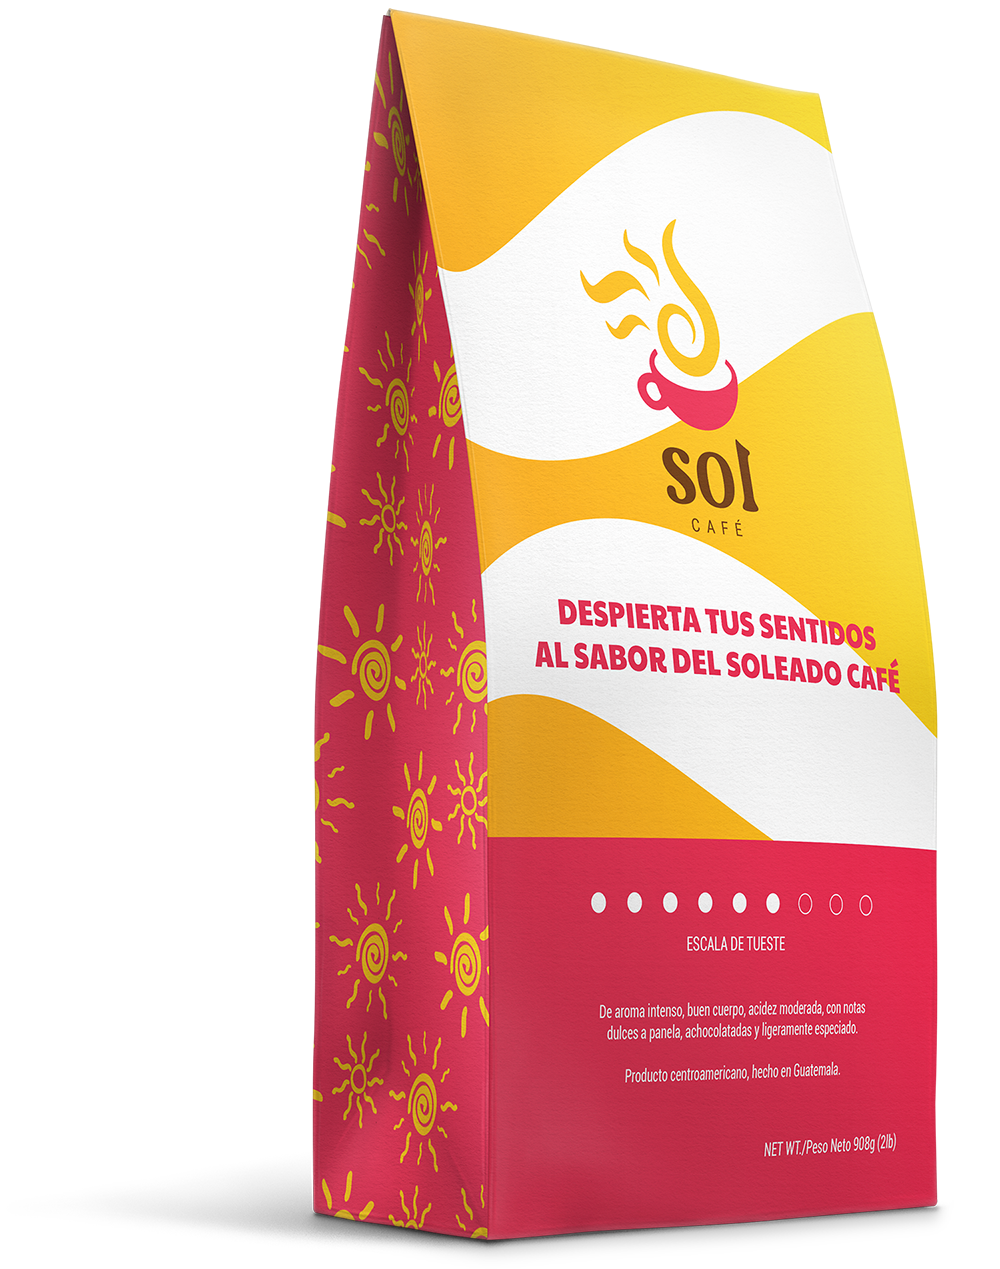 sol
CAFÉ
DESPIERTA TUS SENTIDOS
AL SABOR DEL SOLEADO CAFÉ
ESCALA DE TUESTE
De aroma intenso, buen cuerpo, acidez moderada, con notas
dulces a panela, achocolatadas y ligeramente especiado.
Producto centroamericano, hecho en Guatemala.
NET WT./Peso Neto 908g (2lb)